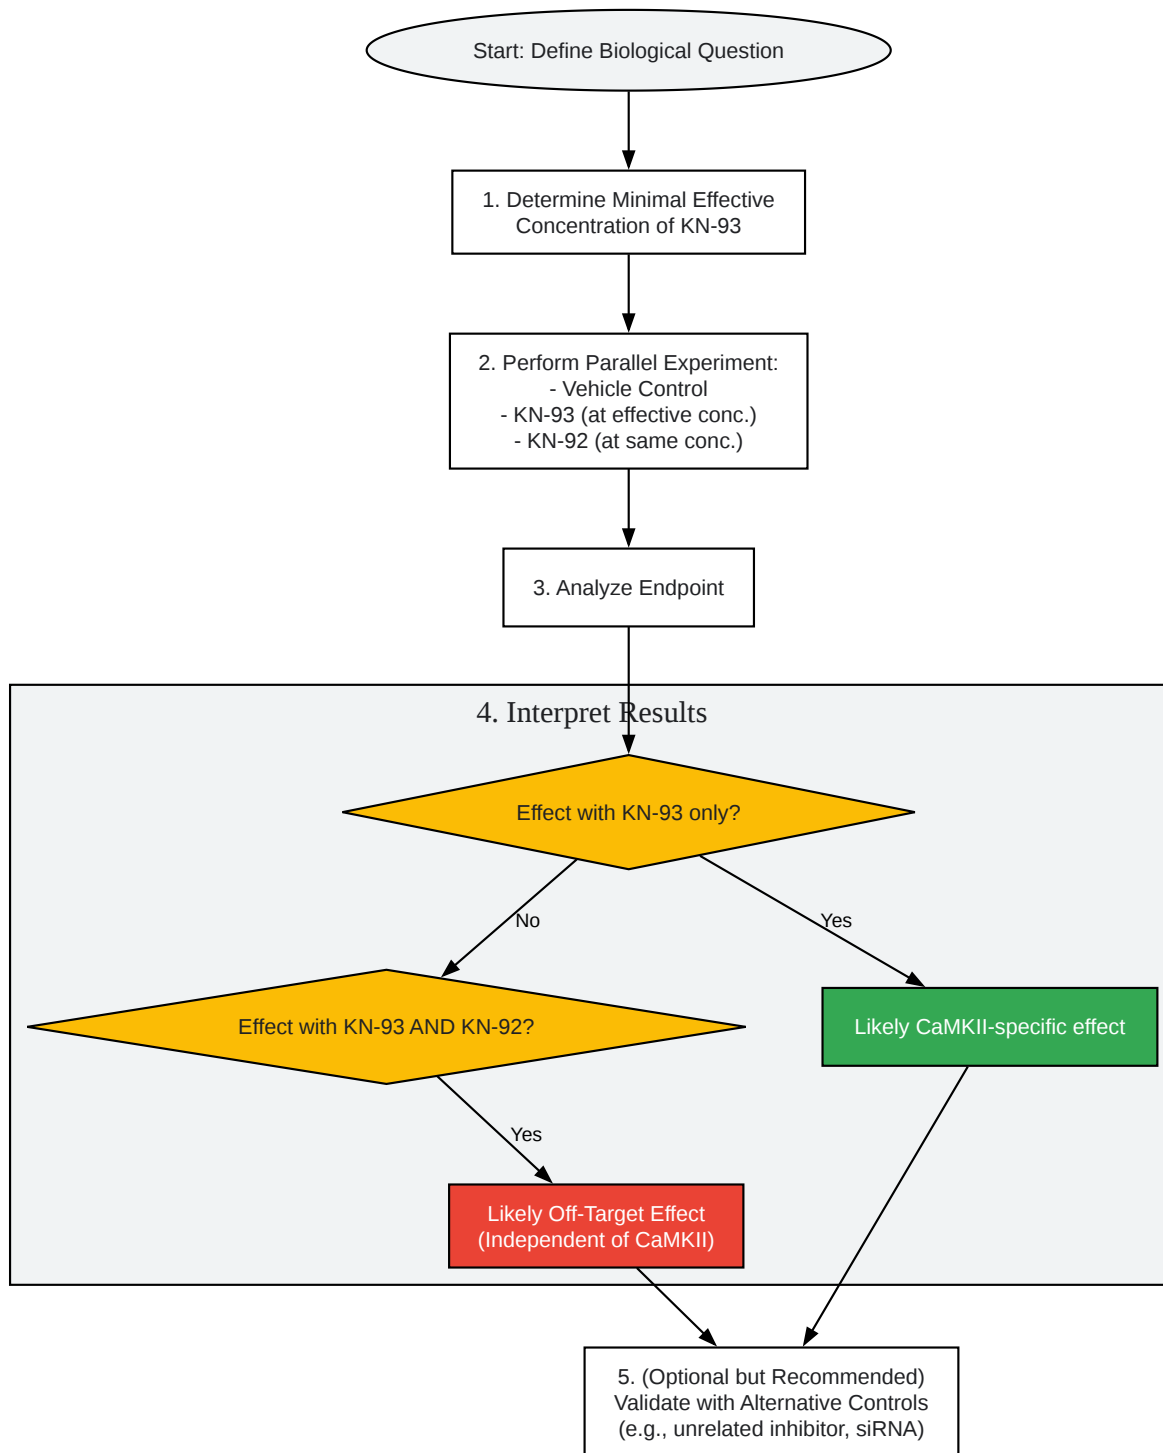 Start: Define Biological Question
1. Determine Minimal Effective
Concentration of KN-93
2. Perform Parallel Experiment:
- Vehicle Control
- KN-93 (at effective conc.)
- KN-92 (at same conc.)
3. Analyze Endpoint
4. Interpret Results
Effect with KN-93 only?
No
Yes
Effect with KN-93 AND KN-92?
Likely CaMKII-specific effect
Yes
Likely Off-Target Effect
(Independent of CaMKII)
5. (Optional but Recommended)
Validate with Alternative Controls
(e.g., unrelated inhibitor, siRNA)